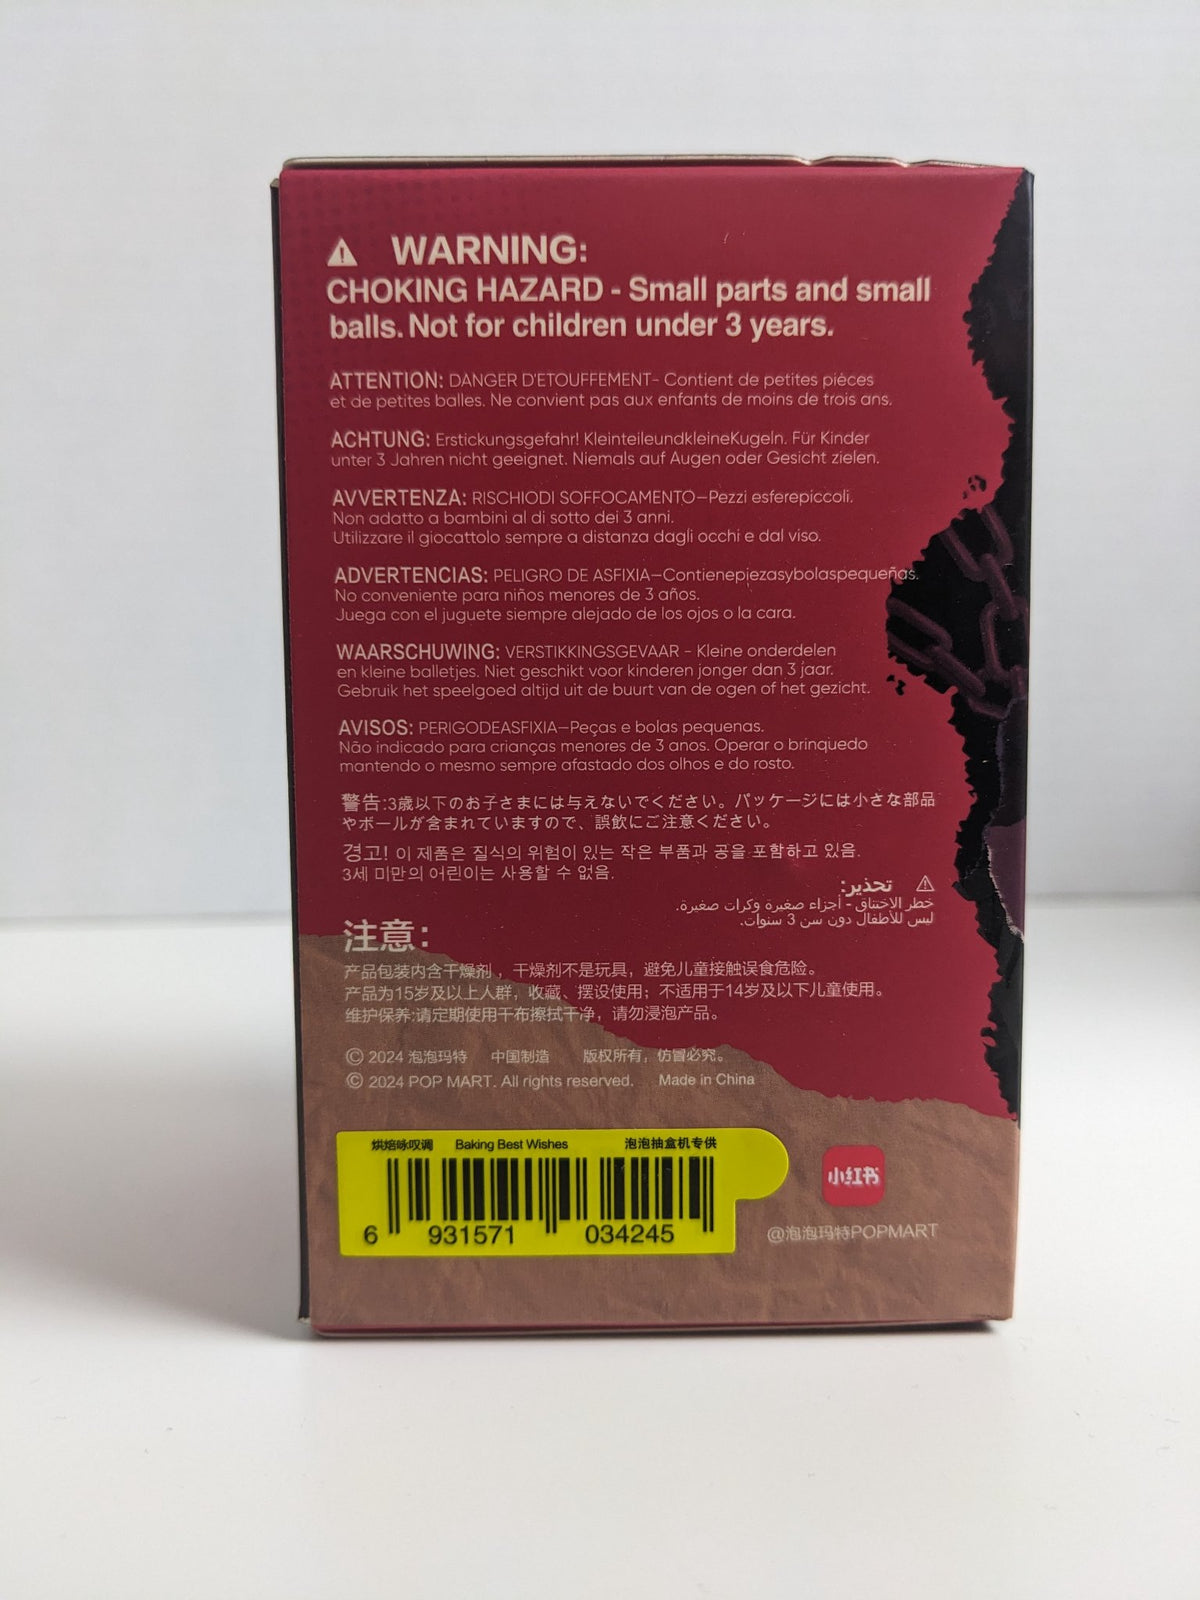 WARNING:
CHOKING HAZARD - Small parts and small
balls. Not for children under 3 years.
ATTENTION: DANGER D'ETOUFFEMENT- Contient de petites pièces
et de petites balles. Ne convient pas aux enfants de moins de trois ans.
ACHTUNG: Erstickungsgefahr! KleinteileundkleineKugeln. Für Kinder
unter 3 Jahren nicht geeignet. Niemals auf Augen oder Gesicht zielen.
AVVERTENZA: RISCHIODI SOFFOCAMENTO—Pezzi esferepiccoli.
Non adatto a bambini al di sotto dei 3 anni.
Utilizzare il giocattolo sempre a distanza dagli occhi e dal viso.
ADVERTENCIAS: PELIGRO DE ASFIXIA—Contienepiezasybolaspequeñas.
No conveniente para niños menores de 3 años.
Juega con el juguete siempre alejado de los ojos o la cara.
WAARSCHUWING: VERSTIKKINGSGEVAAR - Kleine onderdelen
en kleine balletjes. Niet geschikt voor kinderen jonger dan 3 jaar.
Gebruik het speelgoed altijd uit de buurt van de ogen of het gezicht.
AVISOS: PERIGODEASFIXIA—Peças e bolas pequenas.
Não indicado para crianças menores de 3 anos. Operar o brinquedo
mantendo o mesmo sempre afastado dos olhos e do rosto.
警告:3歳以下のお子さまには与えないでください。パッケージには小さな部品
やボールが含まれていますので、誤飲にご注意ください。
경고! 이 제품은 질식의 위험이 있는 작은 부품과 공을 포함하고 있음.
3세 미만의 어린이는 사용할 수 없음.
تحذير:
خطر الاختناق - أجزاء صغيرة وكرات صغيرة.
ليس للأطفال دون سن 3 سنوات.
注意:
产品包装内含干燥剂，干燥剂不是玩具，避免儿童接触误食危险。
产品为15岁及以上人群，收藏、摆设使用；不适用于14岁及以下儿童使用。
维护保养:请定期使用干布擦拭干净，请勿浸泡产品。
© 2024 泡泡玛特 中国制造 版权所有，仿冒必究。
© 2024 POP MART. All rights reserved. Made in China
烘焙咏叹调 Baking Best Wishes 泡泡抽盒机专供
6 931571 034245
小红书
@泡泡玛特POPMART